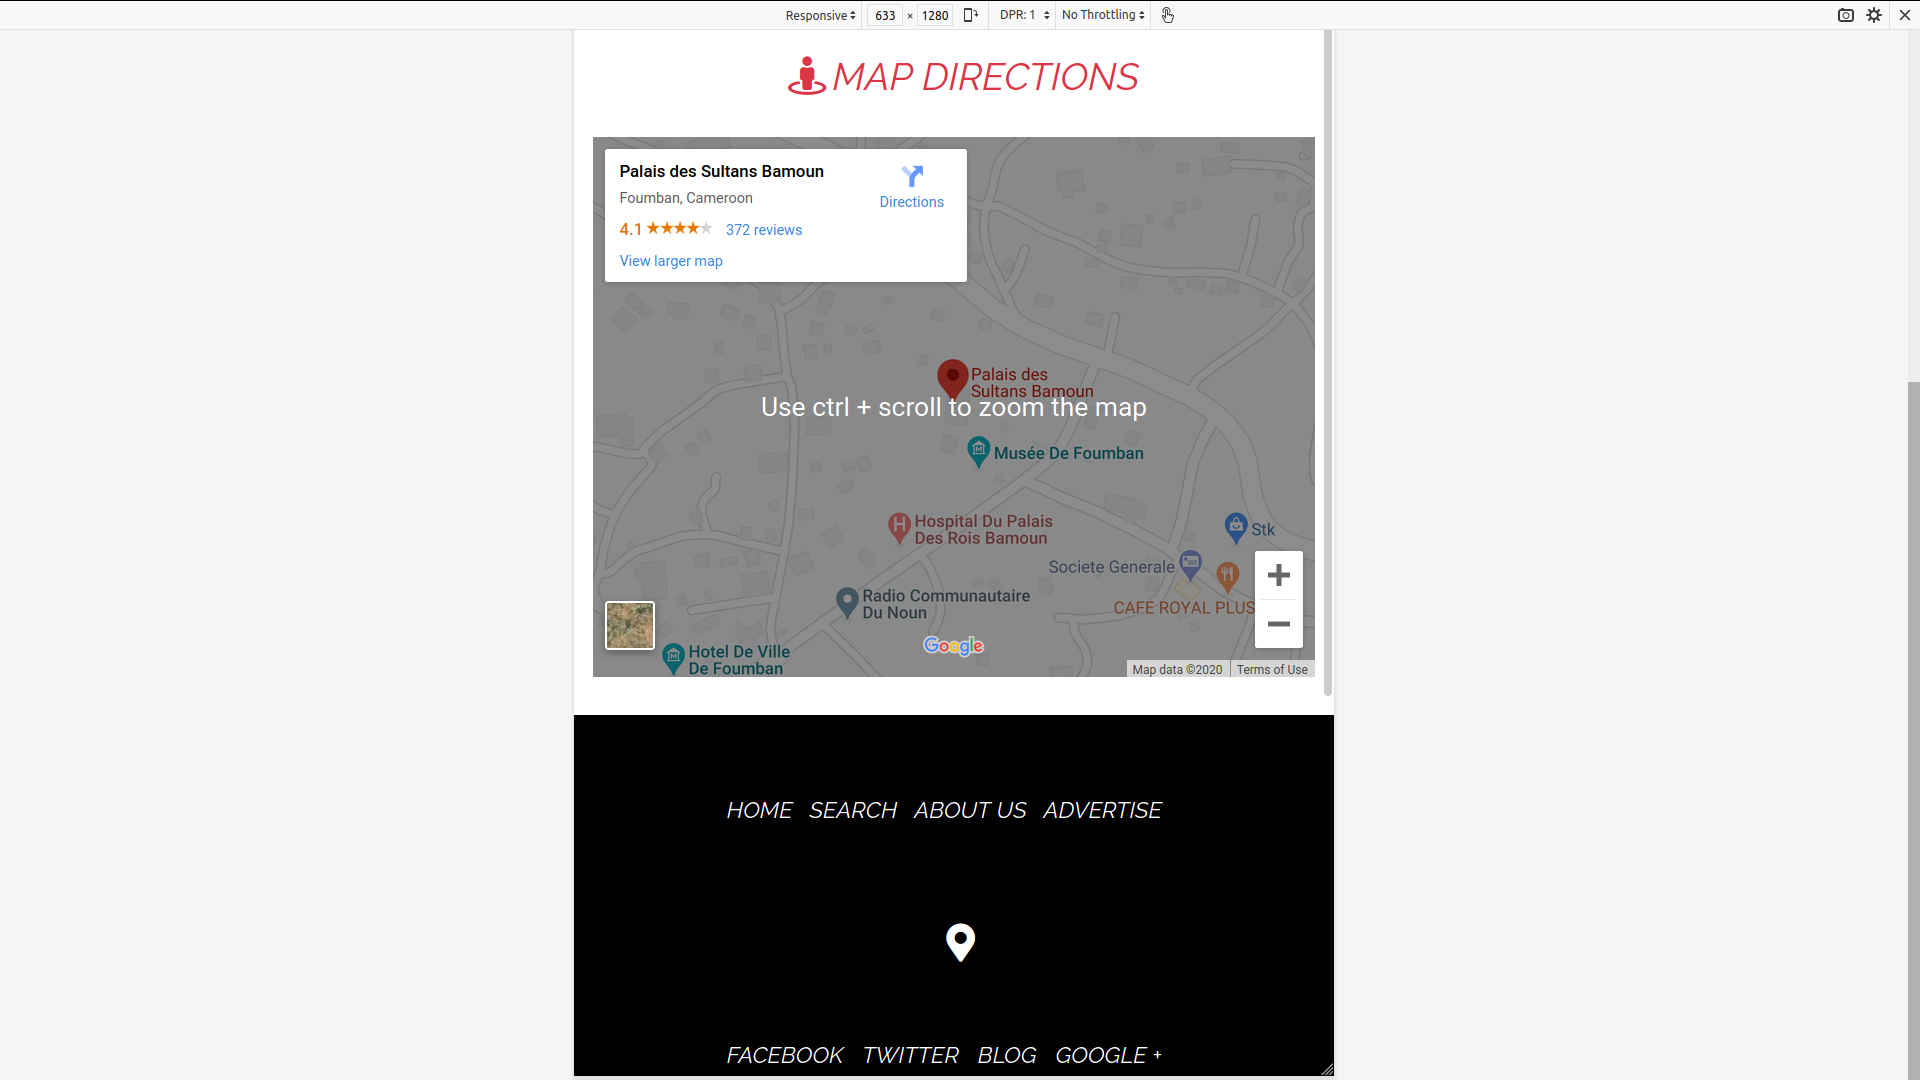 Responsive 633 × 1280 DPR: 1 No Throttling
MAP DIRECTIONS
Palais des Sultans Bamoun
Directions
Foumban, Cameroon
4.1 372 reviews
View larger map
Palais des
Sultans Bamoun
Use ctrl + scroll to zoom the map
Musée De Foumban
Hospital Du Palais
Des Rois Bamoun
Stk
Societe Generale
CAFE ROYAL PLUS
Radio Communautaire
Du Noun
Google
Hotel De Ville
De Foumban
Map data ©2020 Terms of Use
HOME SEARCH ABOUT US ADVERTISE
FACEBOOK TWITTER BLOG GOOGLE +